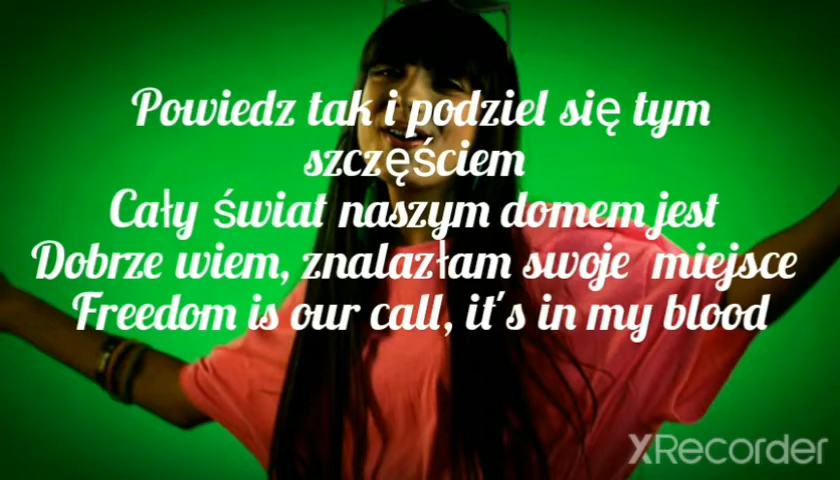 Powiedz tak i podziel się tym
szczęściem
Cały świat naszym domem jest
Dobrze wiem, znalazłam swoje miejsce
Freedom is our call, it's in my blood
XRecorder